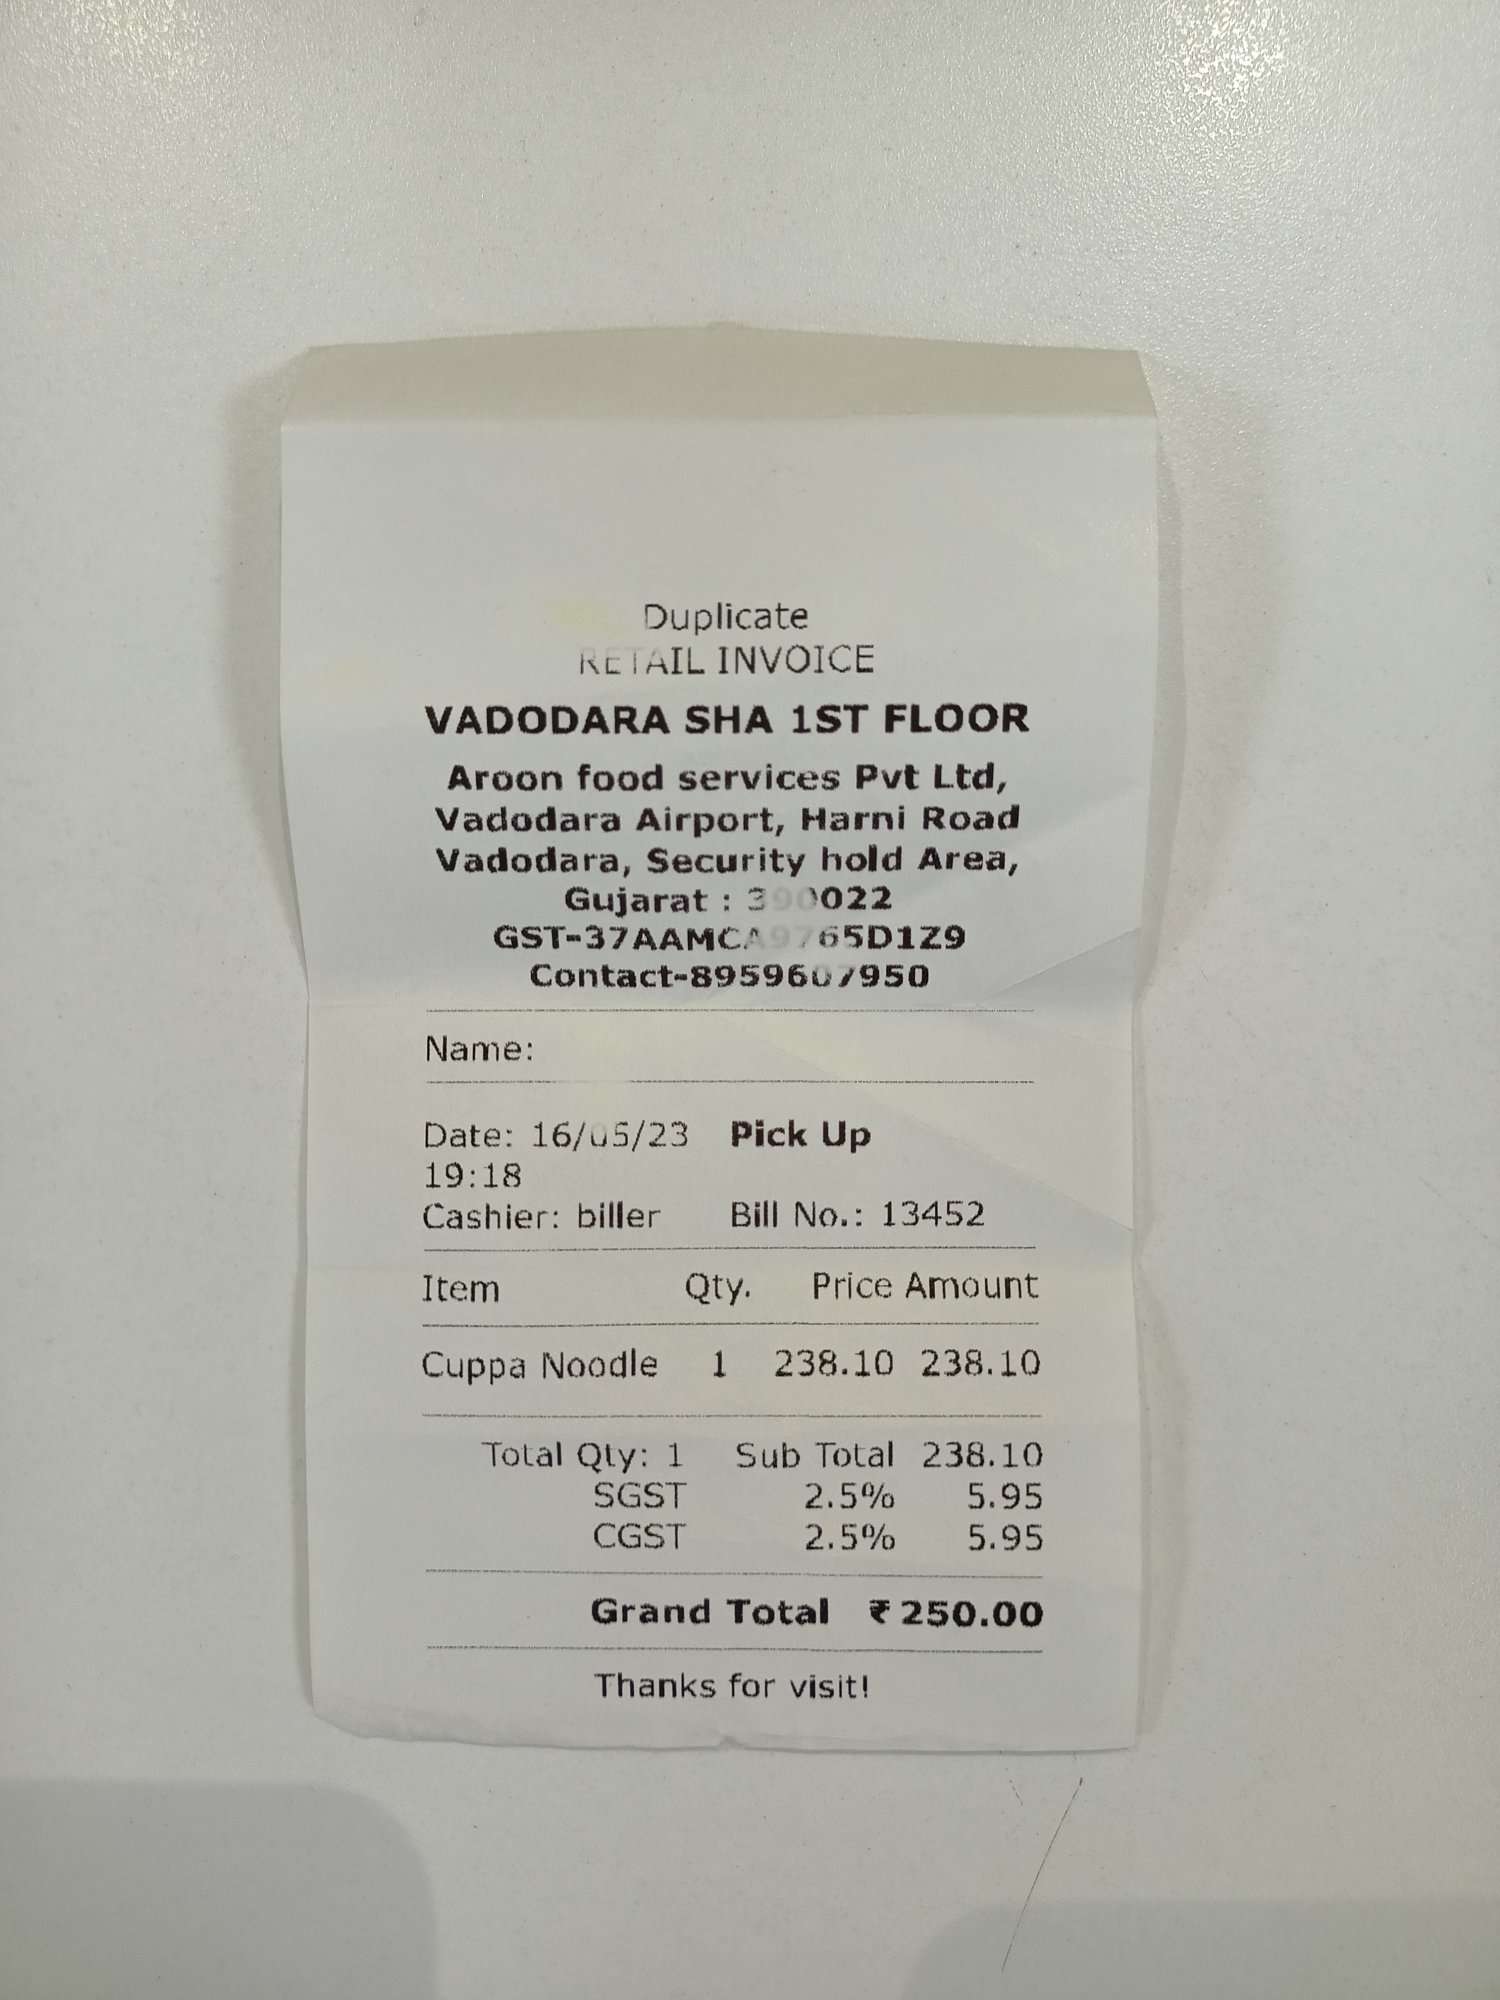 Duplicate
RETAIL INVOICE
VADODARA SHA 1ST FLOOR
Aroon food services Pvt Ltd,
Vadodara Airport, Harni Road
Vadodara, Security hold Area,
Gujarat : 390022
GST-37AAMCA9765D1Z9
Contact-8959607950
Name:
Date: 16/05/23 Pick Up
19:18
Cashier: biller Bill No.: 13452
Item Qty. Price Amount
Cuppa Noodle 1 238.10 238.10
Total Qty: 1 Sub Total 238.10
SGST 2.5% 5.95
CGST 2.5% 5.95
Grand Total ₹ 250.00
Thanks for visit!